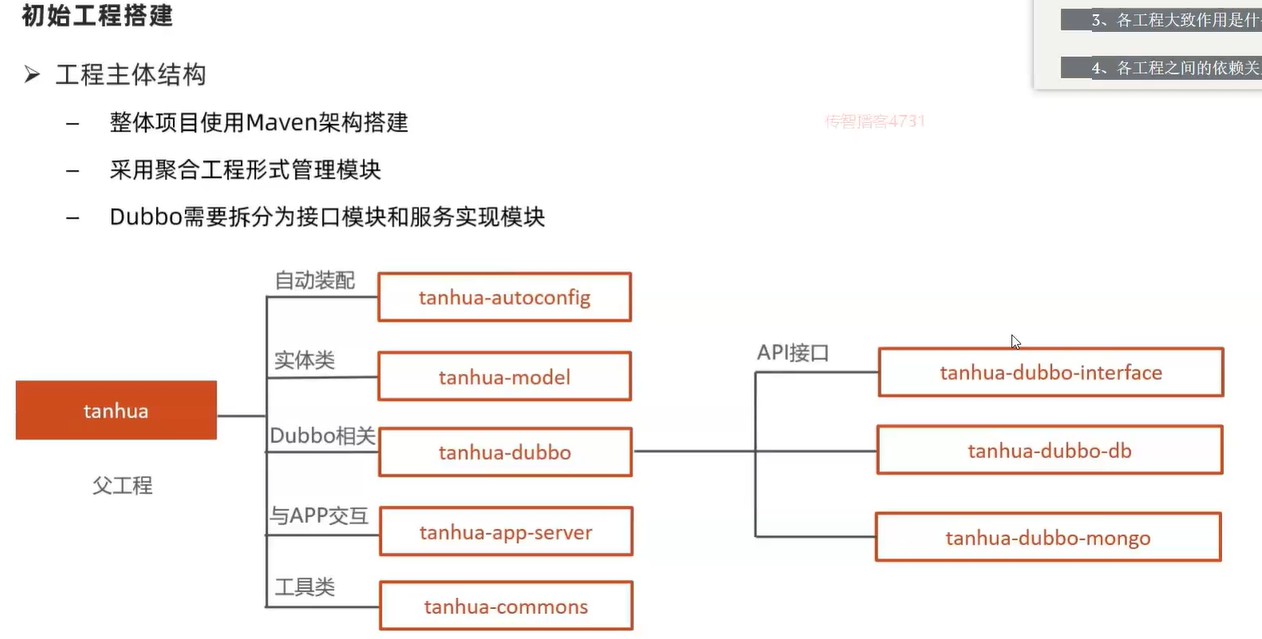 初始工程搭建
3、各工程大致作用是什
4、各工程之间的依赖关
➢ 工程主体结构
– 整体项目使用Maven架构搭建
传智播客4731
– 采用聚合工程形式管理模块
– Dubbo需要拆分为接口模块和服务实现模块
tanhua
父工程
自动装配
tanhua-autoconfig
实体类
tanhua-model
Dubbo相关
tanhua-dubbo
与APP交互
tanhua-app-server
工具类
tanhua-commons
API接口
tanhua-dubbo-interface
tanhua-dubbo-db
tanhua-dubbo-mongo